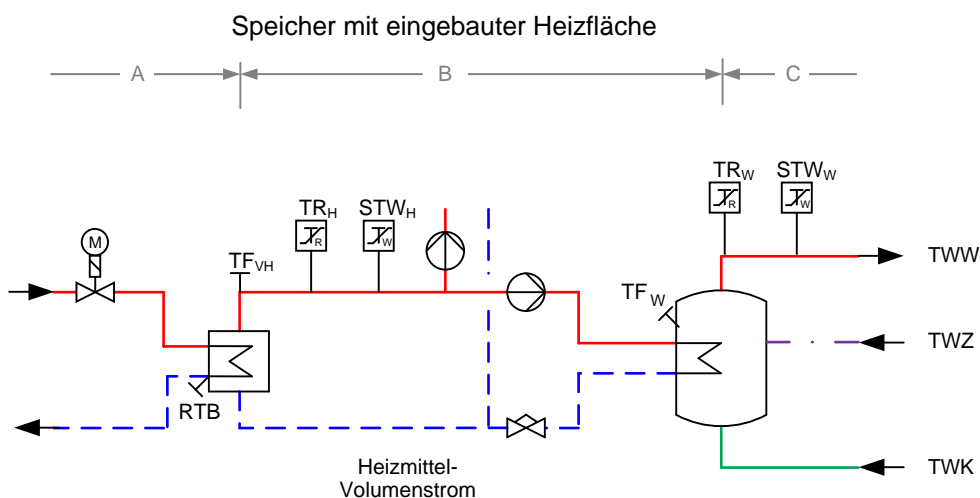 Speicher mit eingebauter Heizfläche
A B C
TR_W STW_W
TR_H STW_H
R W
M
R W
TF_VH
TWW
TF_W
TWZ
RTB
Heizmittel-
Volumenstrom
TWK